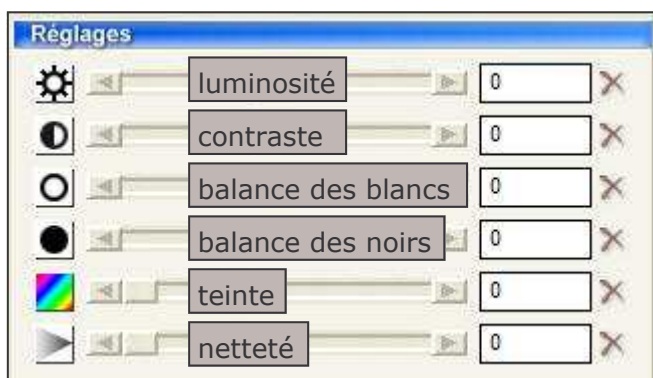 Réglages
luminosité 0
contraste 0
balance des blancs 0
balance des noirs 0
teinte 0
netteté 0